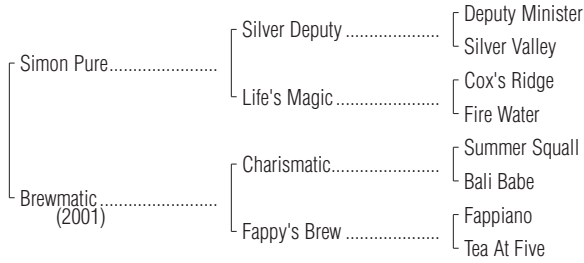 Deputy Minister
Silver Deputy .....................
Silver Valley
Simon Pure........................
Cox's Ridge
Life's Magic .......................
Fire Water
Summer Squall
Charismatic........................
Bali Babe
Brewmatic ..........................
(2001)
Fappiano
Fappy's Brew .....................
Tea At Five